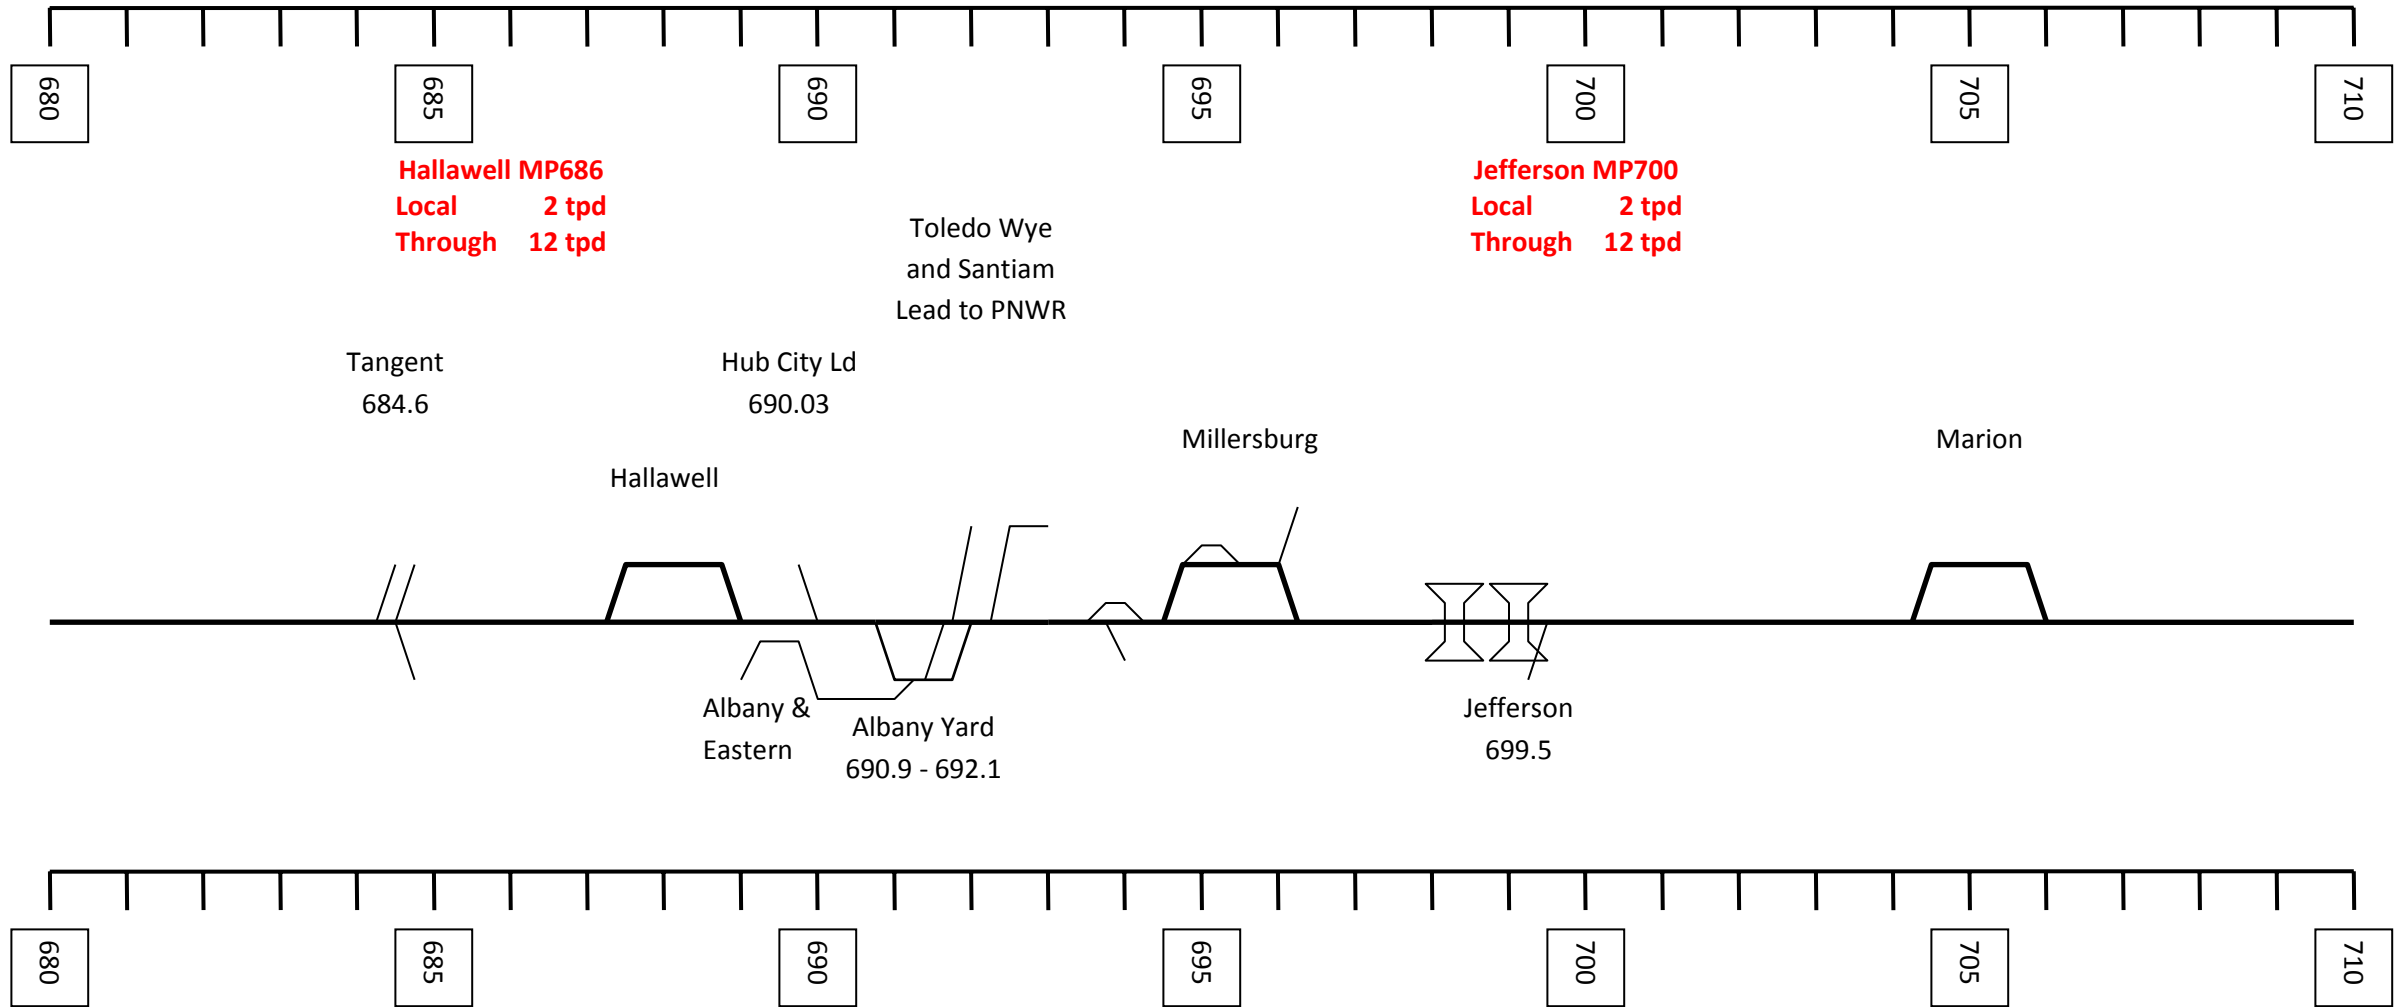 680
685
690
695
700
705
710
Hallawell MP686
Local 2 tpd
Through 12 tpd
Jefferson MP700
Local 2 tpd
Through 12 tpd
Toledo Wye
and Santiam
Lead to PNWR
Tangent
684.6
Hub City Ld
690.03
Millersburg
Marion
Hallawell
Albany &
Eastern
Albany Yard
690.9 - 692.1
Jefferson
699.5
680
685
690
695
700
705
710